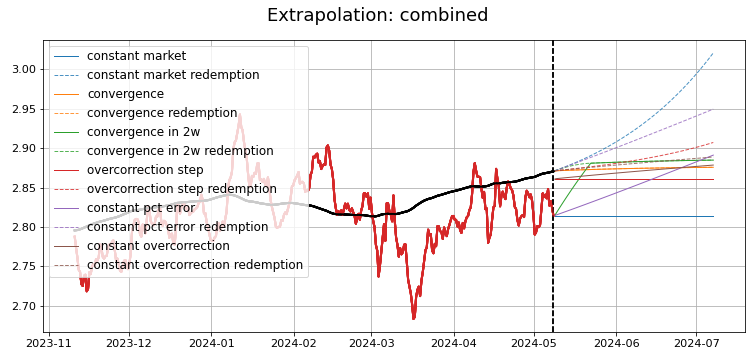 Extrapolation: combined
3.00
2.95
2.90
2.85
2.80
2.75
2.70
constant market
constant market redemption
convergence
convergence redemption
convergence in 2w
convergence in 2w redemption
overcorrection step
overcorrection step redemption
constant pct error
constant pct error redemption
constant overcorrection
constant overcorrection redemption
2023-11 2023-12 2024-01 2024-02 2024-03 2024-04 2024-05 2024-06 2024-07